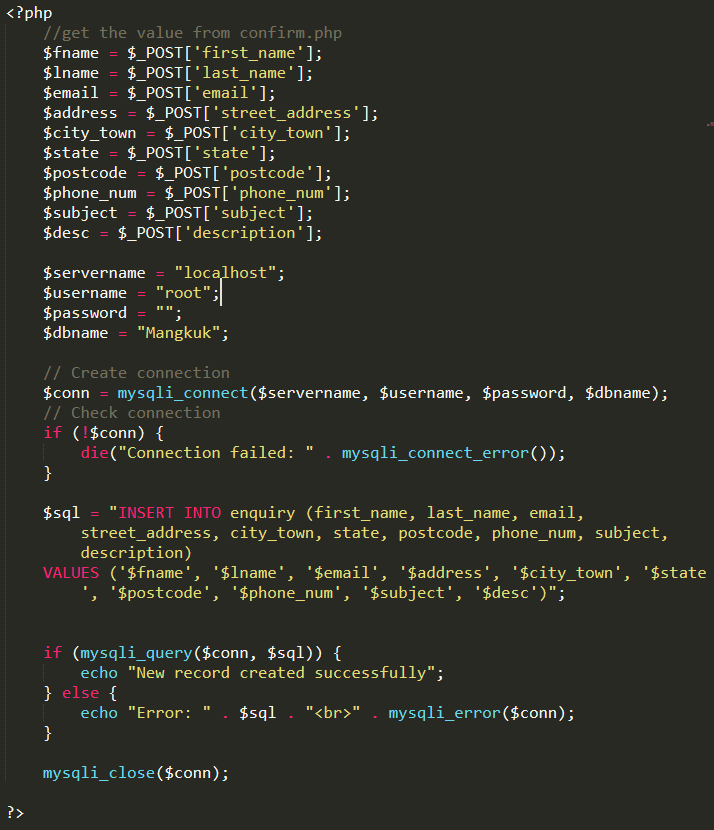 <?php
//get the value from confirm.php
$fname = $_POST['first_name'];
$lname = $_POST['last_name'];
$email = $_POST['email'];
$address = $_POST['street_address'];
$city_town = $_POST['city_town'];
$state = $_POST['state'];
$postcode = $_POST['postcode'];
$phone_num = $_POST['phone_num'];
$subject = $_POST['subject'];
$desc = $_POST['description'];
$servername = "localhost";
$username = "root";
$password = "";
$dbname = "Mangkuk";
// Create connection
$conn = mysqli_connect($servername, $username, $password, $dbname);
// Check connection
if (!$conn) {
die("Connection failed: " . mysqli_connect_error());
}
$sql = "INSERT INTO enquiry (first_name, last_name, email,
street_address, city_town, state, postcode, phone_num, subject,
description)
VALUES ('$fname', '$lname', '$email', '$address', '$city_town', '$state
', '$postcode', '$phone_num', '$subject', '$desc')";
if (mysqli_query($conn, $sql)) {
echo "New record created successfully";
} else {
echo "Error: " . $sql . "<br>" . mysqli_error($conn);
}
mysqli_close($conn);
?>